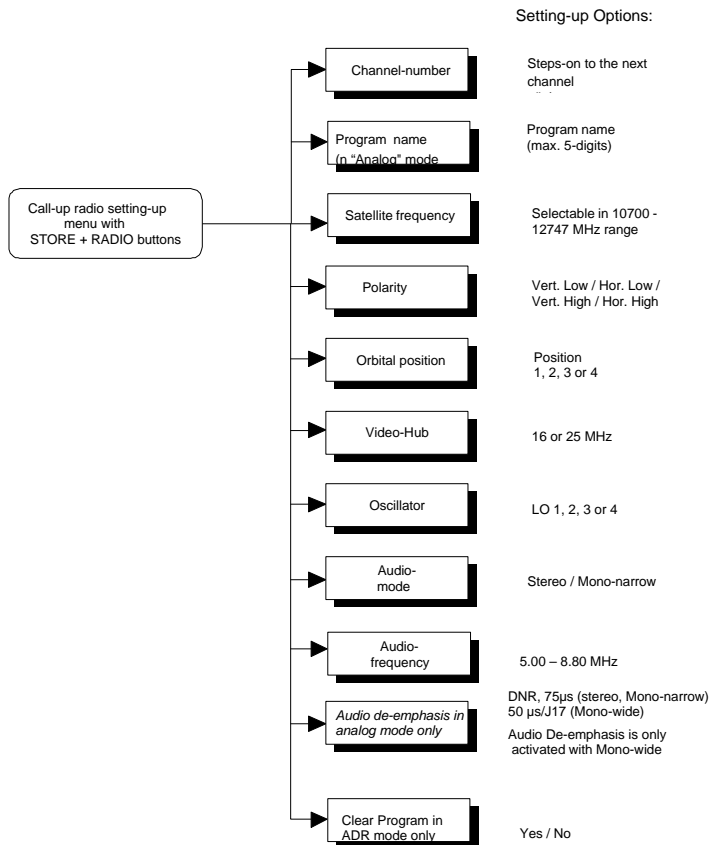 Setting-up Options:
Channel-number
Steps-on to the next
channel
Program name
(n “Analog" mode
Program name
(max. 5-digits)
Call-up radio setting-up
menu with
STORE + RADIO buttons
Satellite frequency
Selectable in 10700 -
12747 MHz range
Polarity
Vert. Low / Hor. Low /
Vert. High / Hor. High
Orbital position
Position
1, 2, 3 or 4
Video-Hub
16 or 25 MHz
Oscillator
LO 1, 2, 3 or 4
Audio-
mode
Stereo / Mono-narrow
Audio-
frequency
5.00 – 8.80 MHz
Audio de-emphasis in
analog mode only
DNR, 75µs (stereo, Mono-narrow)
50 µs/J17 (Mono-wide)
Audio De-emphasis is only
activated with Mono-wide
Clear Program in
ADR mode only
Yes / No